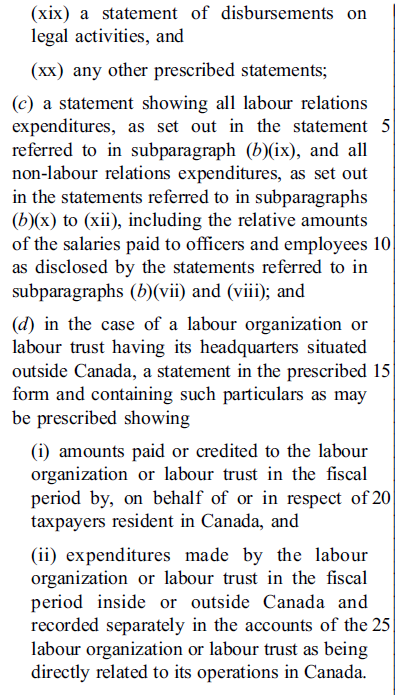 (xix) a statement of disbursements on
legal activities, and
(xx) any other prescribed statements;
(c) a statement showing all labour relations
expenditures, as set out in the statement 5
referred to in subparagraph (b)(ix), and all
non-labour relations expenditures, as set out
in the statements referred to in subparagraphs
(b)(x) to (xii), including the relative amounts
of the salaries paid to officers and employees 10
as disclosed by the statements referred to in
subparagraphs (b)(vii) and (viii); and
(d) in the case of a labour organization or
labour trust having its headquarters situated
outside Canada, a statement in the prescribed 15
form and containing such particulars as may
be prescribed showing
(i) amounts paid or credited to the labour
organization or labour trust in the fiscal
period by, on behalf of or in respect of 20
taxpayers resident in Canada, and
(ii) expenditures made by the labour
organization or labour trust in the fiscal
period inside or outside Canada and
recorded separately in the accounts of the 25
labour organization or labour trust as being
directly related to its operations in Canada.